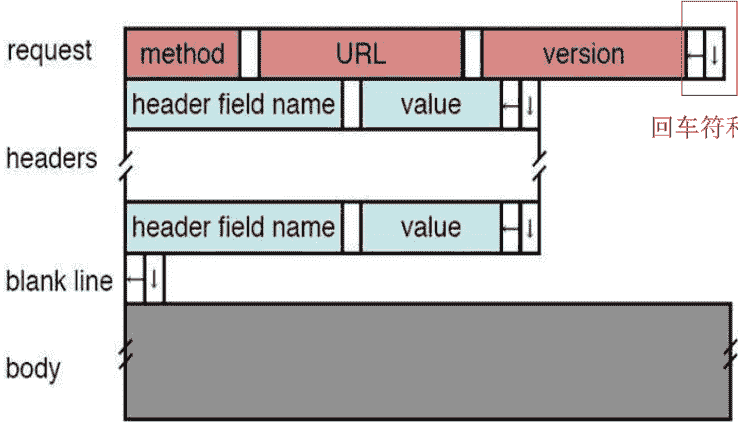 request method URL version ← ↓
header field name value ← ↓
回车符和
headers
header field name value ← ↓
blank line ← ↓
body